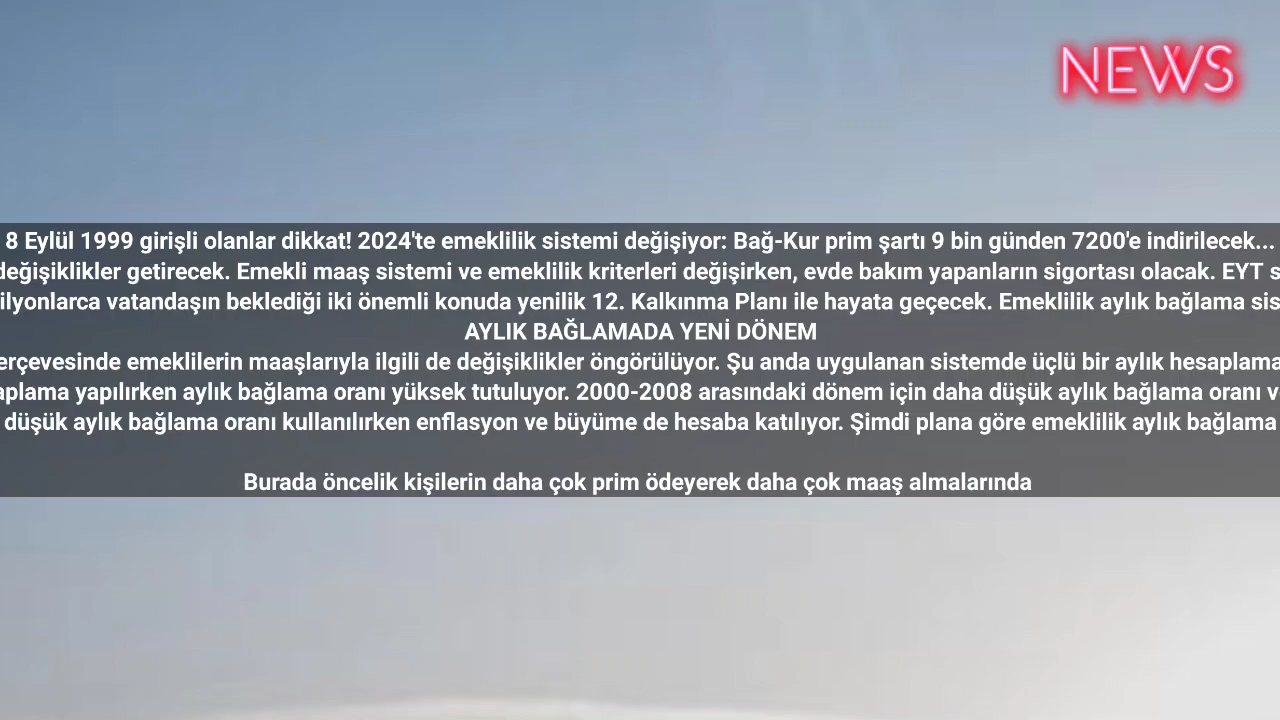 NEWS
8 Eylül 1999 girişli olanlar dikkat! 2024'te emeklilik sistemi değişiyor: Bağ-Kur prim şartı 9 bin günden 7200'e indirilecek...
değişiklikler getirecek. Emekli maaş sistemi ve emeklilik kriterleri değişirken, evde bakım yapanların sigortası olacak. EYT s
ilyonlarca vatandaşın beklediği iki önemli konuda yenilik 12. Kalkınma Planı ile hayata geçecek. Emeklilik aylık bağlama sis
AYLIK BAĞLAMADA YENİ DÖNEM
erçevesinde emeklilerin maaşlarıyla ilgili de değişiklikler öngörülüyor. Şu anda uygulanan sistemde üçlü bir aylık hesaplama
aplama yapılırken aylık bağlama oranı yüksek tutuluyor. 2000-2008 arasındaki dönem için daha düşük aylık bağlama oranı ve
düşük aylık bağlama oranı kullanılırken enflasyon ve büyüme de hesaba katılıyor. Şimdi plana göre emeklilik aylık bağlama
Burada öncelik kişilerin daha çok prim ödeyerek daha çok maaş almalarında